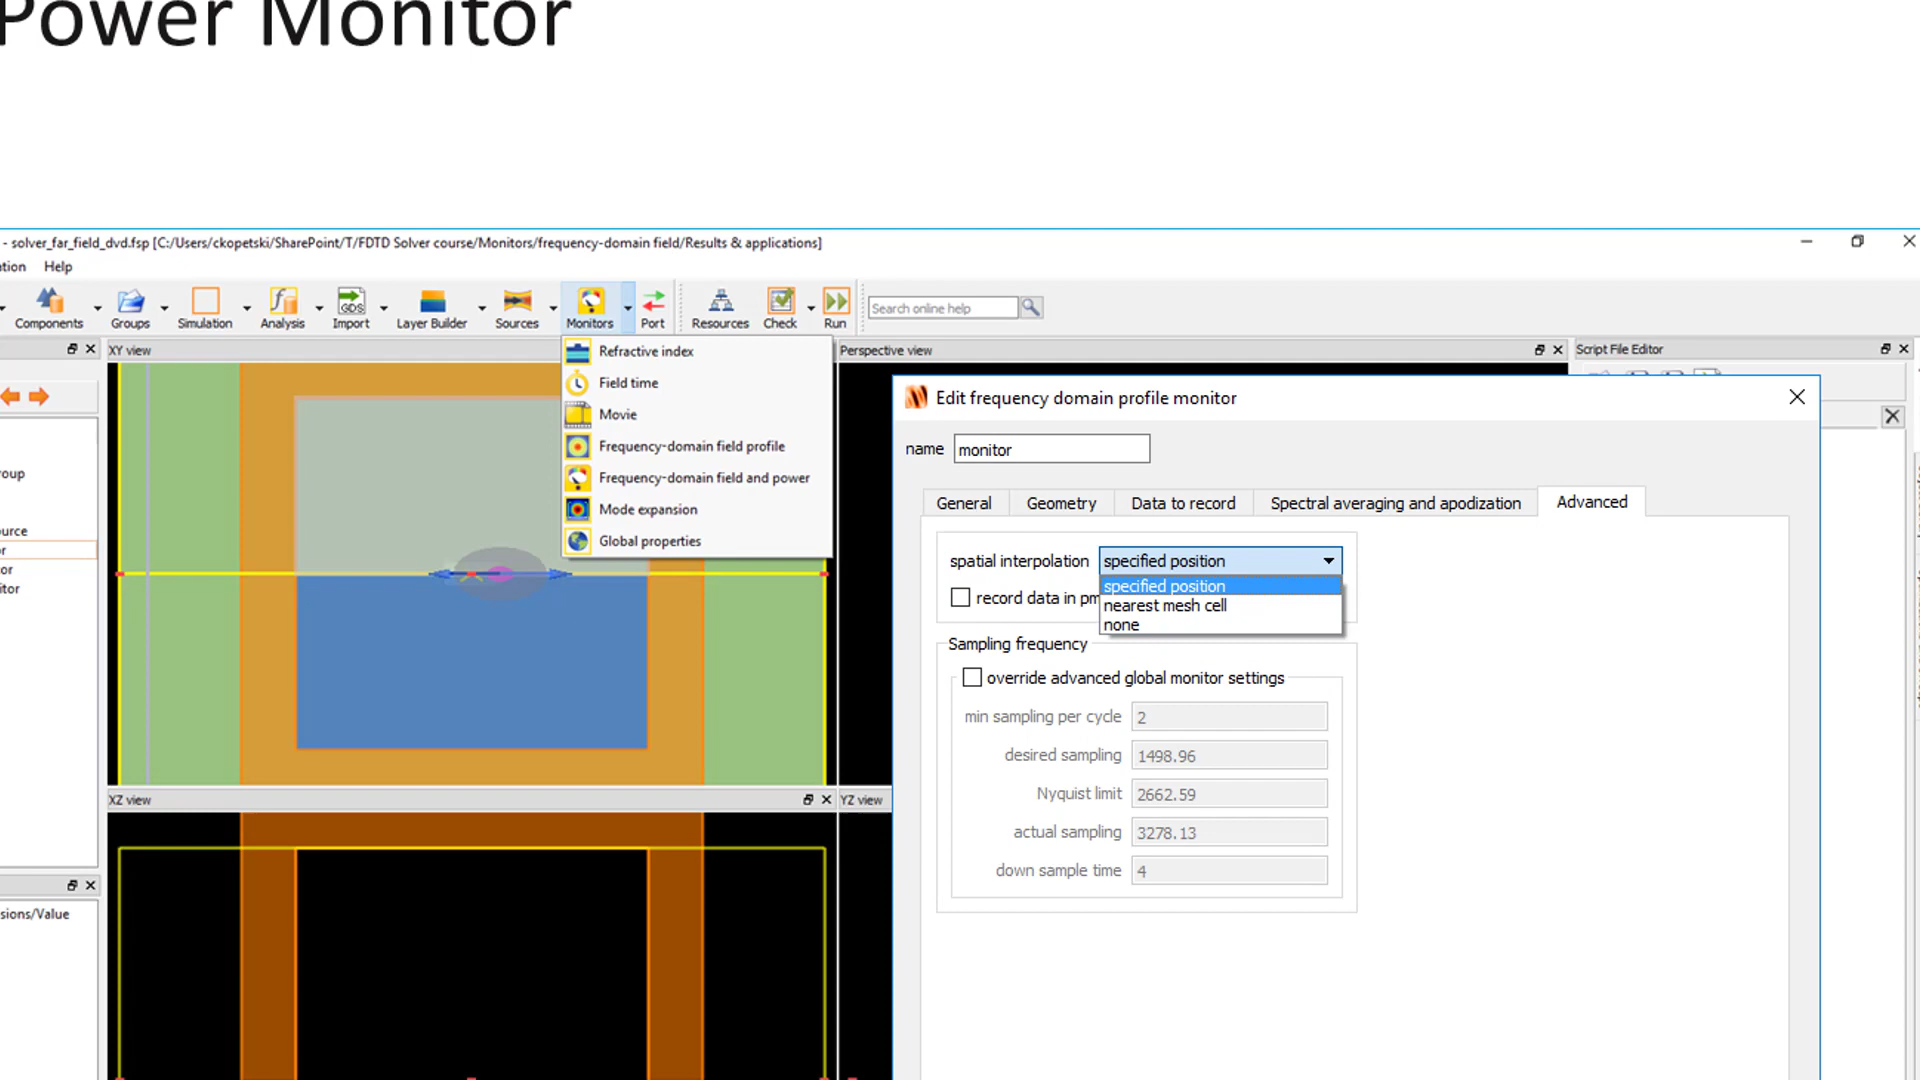 Power Monitor
- solver_far_field_dvd.fsp [C:/Users/ckopetski/SharePoint/T/FDTD Solver course/Monitors/frequency-domain field/Results & applications]
ation Help
Components Groups Simulation Analysis Import Layer Builder Sources Monitors Port Resources Check Run Search online help
GDS
XY view
Perspective view
Script File Editor
Refractive index
Field time
Movie
Frequency-domain field profile
Frequency-domain field and power
Mode expansion
Global properties
roup
ource
or
tor
nitor
sions/Value
XZ view
YZ view
Edit frequency domain profile monitor
name monitor
General Geometry Data to record Spectral averaging and apodization Advanced
spatial interpolation specified position
specified position
nearest mesh cell
none
record data in pm
Sampling frequency
override advanced global monitor settings
min sampling per cycle 2
desired sampling 1498.96
Nyquist limit 2662.59
actual sampling 3278.13
down sample time 4